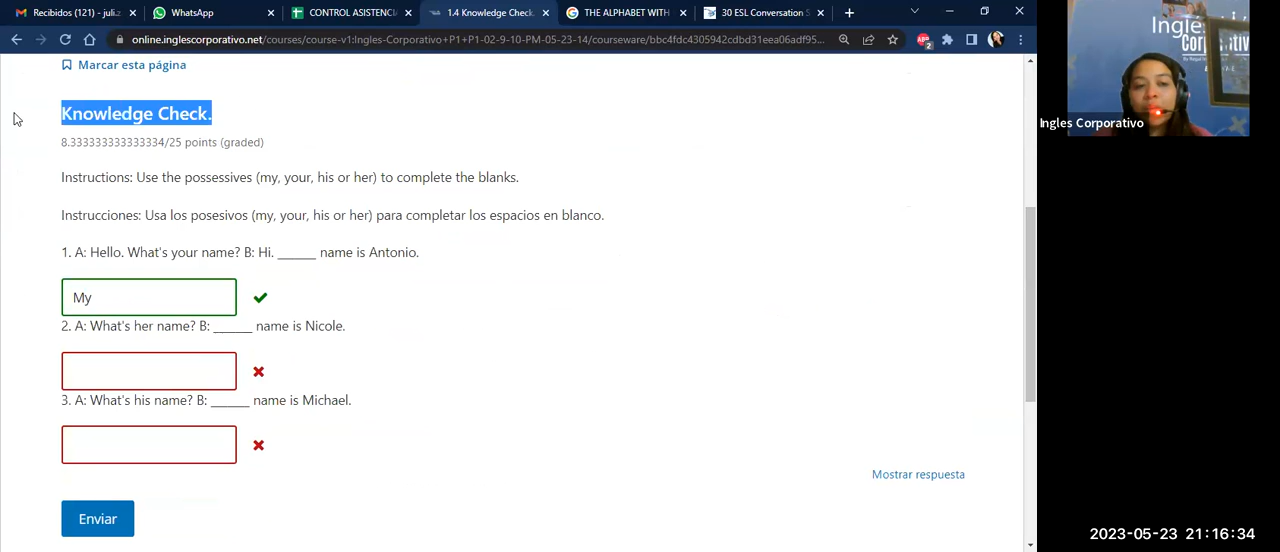 Recibidos (121) - juli.z
WhatsApp
CONTROL ASISTENCI
1.4 Knowledge Check.
THE ALPHABET WITH
30 ESL Conversation S
online.inglescorporativo.net/courses/course-v1:Ingles-Corporativo+P1+P1-02-9-10-PM-05-23-14/courseware/bbc4fdc4305942cdbd31eea06adf95...
Marcar esta página
Knowledge Check.
8.333333333333334/25 points (graded)
Instructions: Use the possessives (my, your, his or her) to complete the blanks.
Instrucciones: Usa los posesivos (my, your, his or her) para completar los espacios en blanco.
1. A: Hello. What's your name? B: Hi. ______ name is Antonio.
My
2. A: What's her name? B: ______ name is Nicole.
3. A: What's his name? B: ______ name is Michael.
Mostrar respuesta
Enviar
Ingles Corporativo
2023-05-23 21:16:34